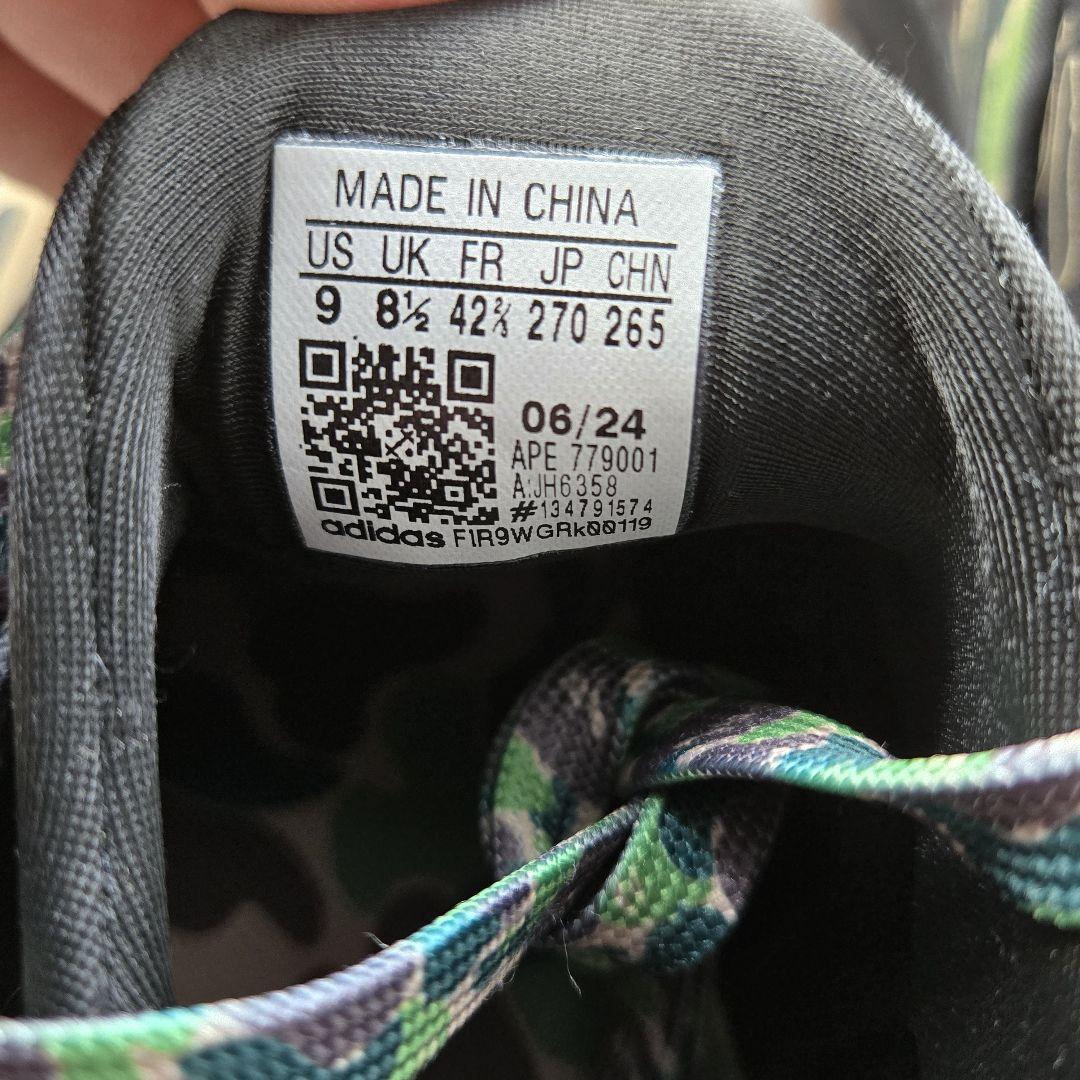 MADE IN CHINA
US UK FR JP CHN
9 8½ 42⅔ 270 265
06/24
APE 779001
A:JH6358
#134791574
adidas F1R9WGRk00119